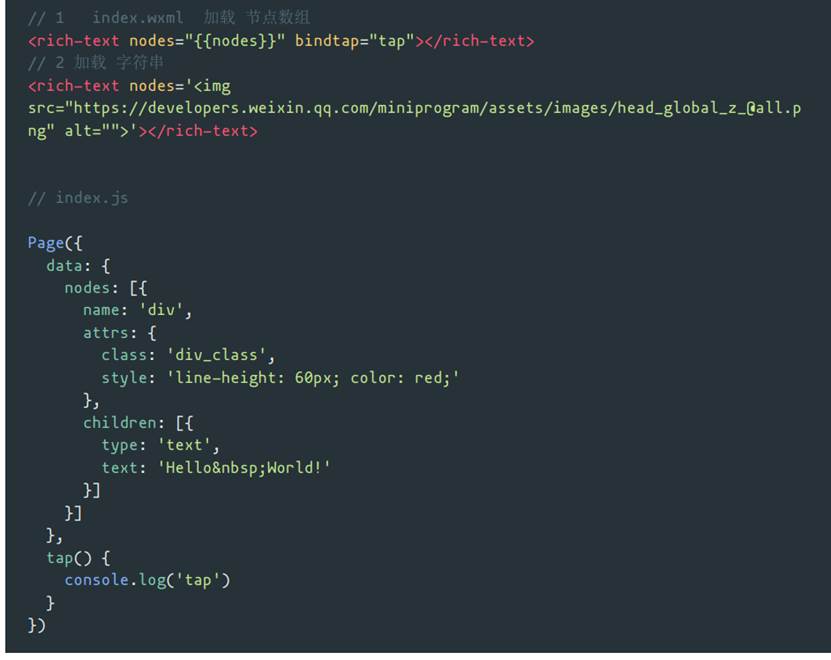 // 1   index.wxml  加载 节点数组
<rich-text nodes="{{nodes}}" bindtap="tap"></rich-text>
// 2 加载 字符串
<rich-text nodes='<img
src="https://developers.weixin.qq.com/miniprogram/assets/images/head_global_z_@all.p
ng" alt="">'></rich-text>
// index.js
Page({
  data: {
    nodes: [{
      name: 'div',
      attrs: {
        class: 'div_class',
        style: 'line-height: 60px; color: red;'
      },
      children: [{
        type: 'text',
        text: 'Hello&nbsp;World!'
      }]
    }]
  },
  tap() {
    console.log('tap')
  }
})